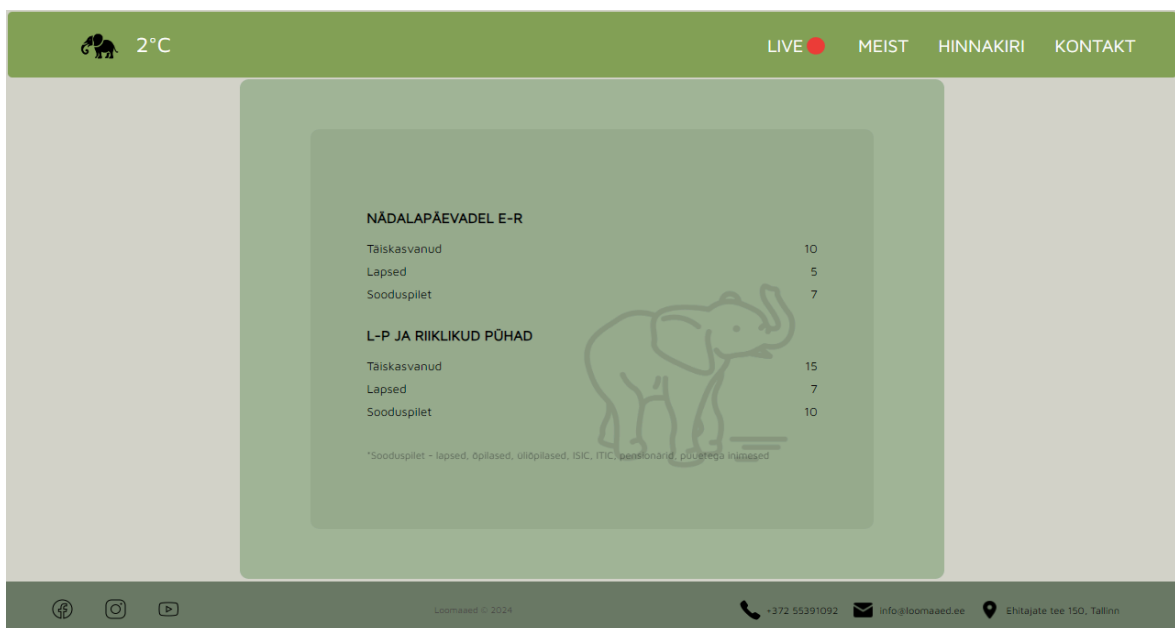 2°C
LIVE MEIST HINNAKIRI KONTAKT
NÄDALAPÄEVADEL E-R
Täiskasvanud 10
Lapsed 5
Sooduspilet 7
L-P JA RIIKLIKUD PÜHAD
Täiskasvanud 15
Lapsed 7
Sooduspilet 10
*Sooduspilet - lapsed, õpilased, üliõpilased, ISIC, ITIC, pensionärid, puuetega inimesed
Loomaaed © 2024
+372 55391092 info@loomaaed.ee Ehitajate tee 150, Tallinn